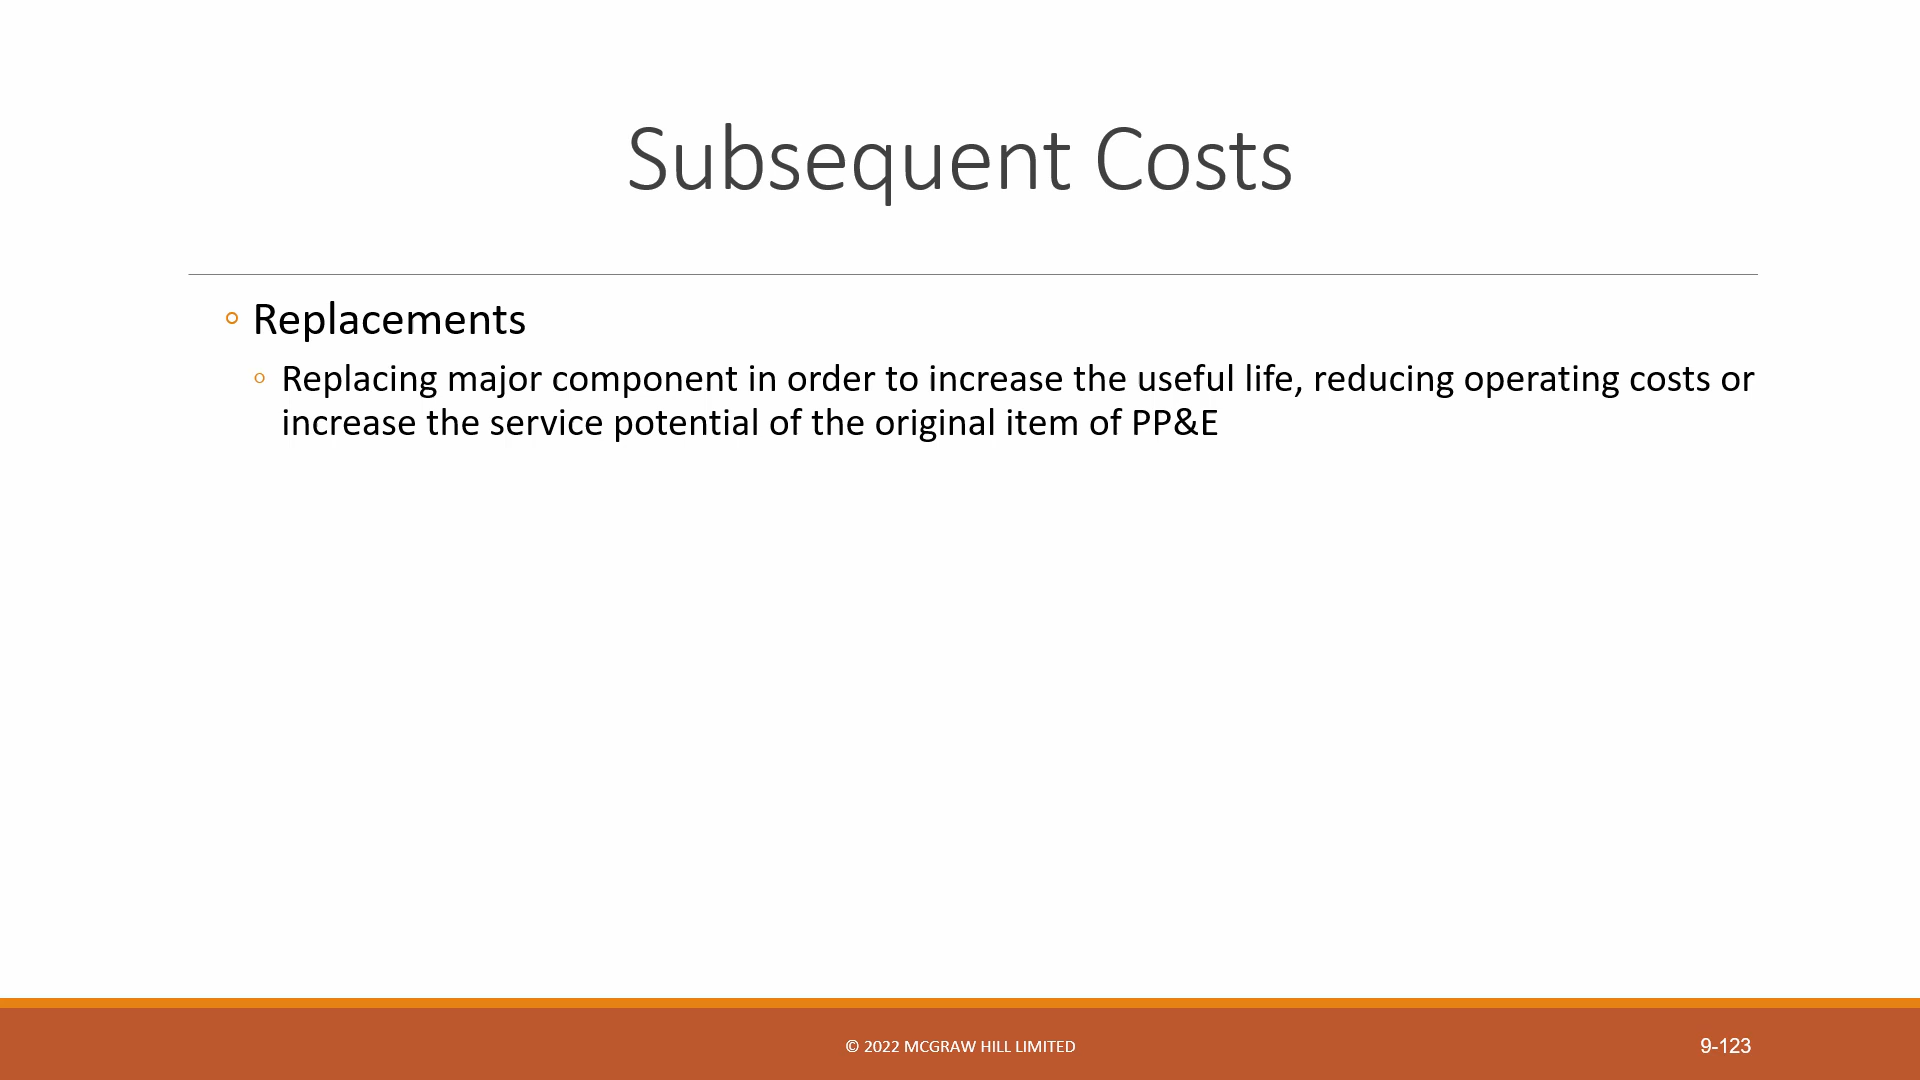 Subsequent Costs
Replacements
Replacing major component in order to increase the useful life, reducing operating costs or
increase the service potential of the original item of PP&E
© 2022 MCGRAW HILL LIMITED
9-123